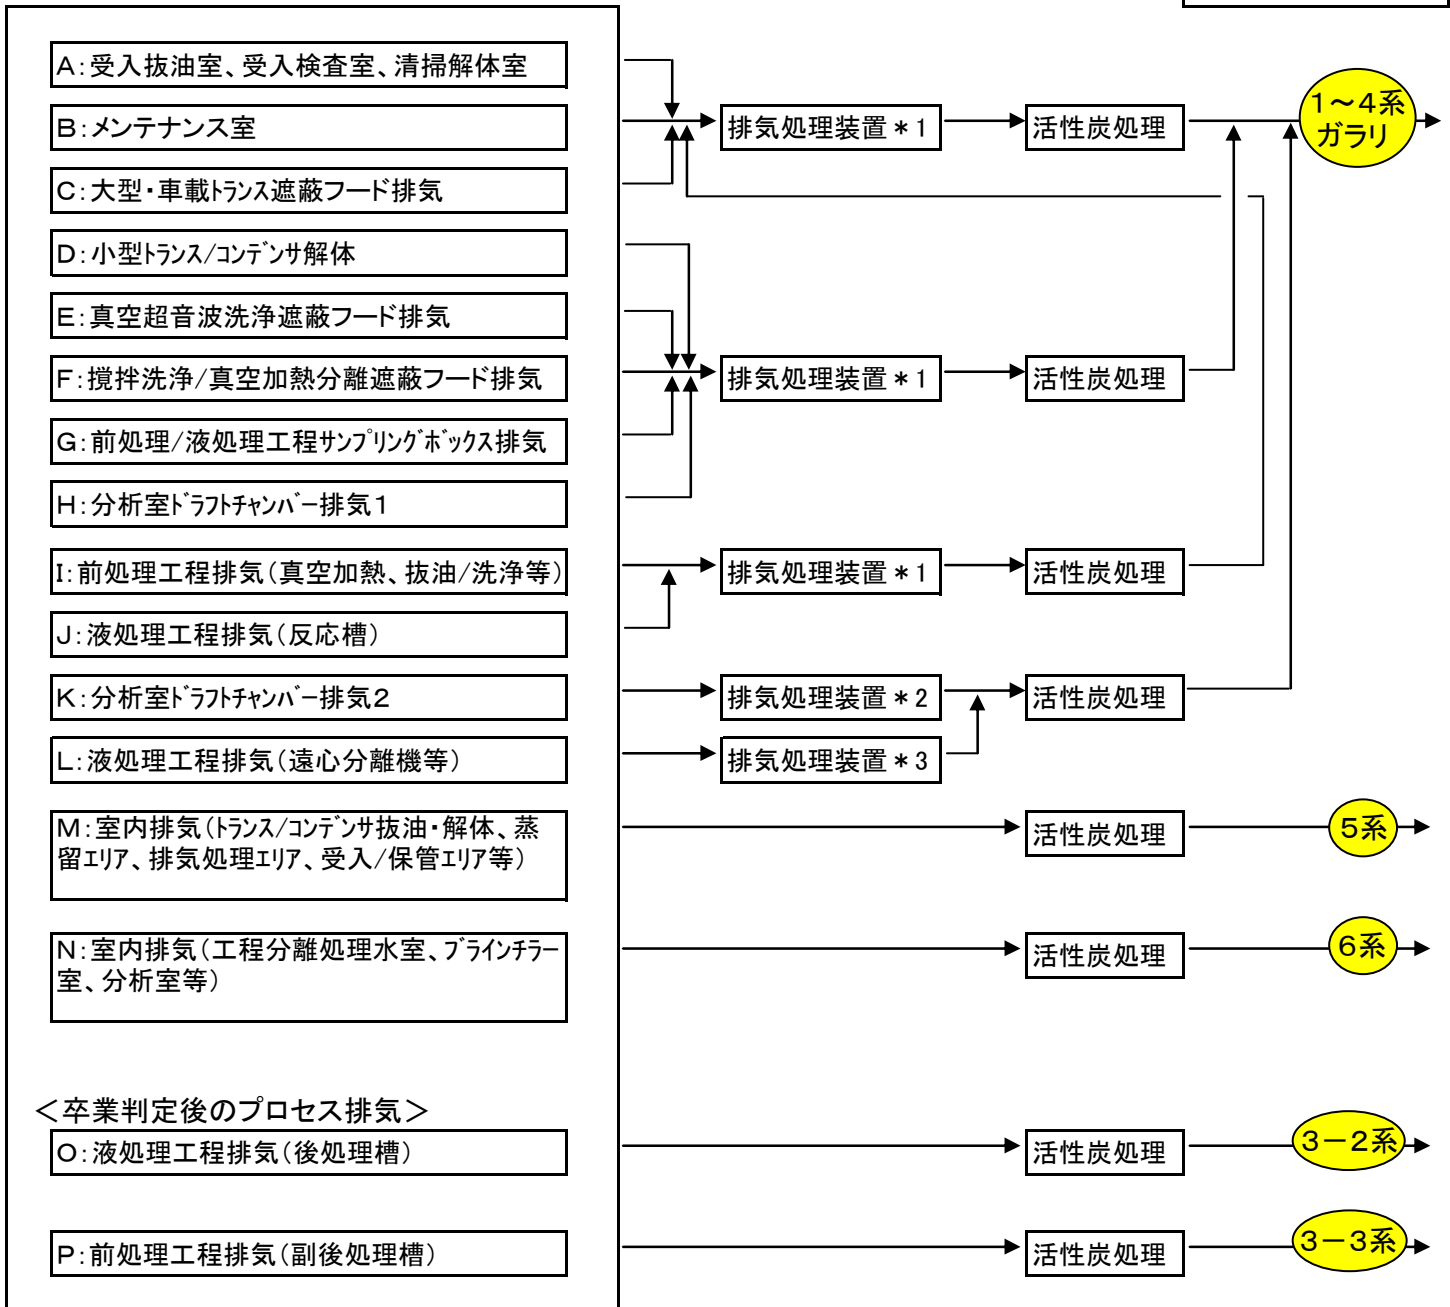 A:受入抜油室、受入検査室、清掃解体室
B:メンテナンス室
排気処理装置*1
活性炭処理
1~4系
ガラリ
C:大型・車載トランス遮蔽フード排気
D:小型トランス/コンデンサ解体
E:真空超音波洗浄遮蔽フード排気
F:攪拌洗浄/真空加熱分離遮蔽フード排気
排気処理装置*1
活性炭処理
G:前処理/液処理工程サンプリングボックス排気
H:分析室ドラフトチャンバー排気1
I:前処理工程排気(真空加熱、抜油/洗浄等)
排気処理装置*1
活性炭処理
J:液処理工程排気(反応槽)
K:分析室ドラフトチャンバー排気2
排気処理装置*2
活性炭処理
L:液処理工程排気(遠心分離機等)
排気処理装置*3
M:室内排気(トランス/コンデンサ抜油・解体、蒸
留エリア、排気処理エリア、受入/保管エリア等)
活性炭処理
5系
N:室内排気(工程分離処理水室、ブラインチラー
室、分析室等)
活性炭処理
6系
<卒業判定後のプロセス排気>
O:液処理工程排気(後処理槽)
活性炭処理
3-2系
P:前処理工程排気(副後処理槽)
活性炭処理
3-3系